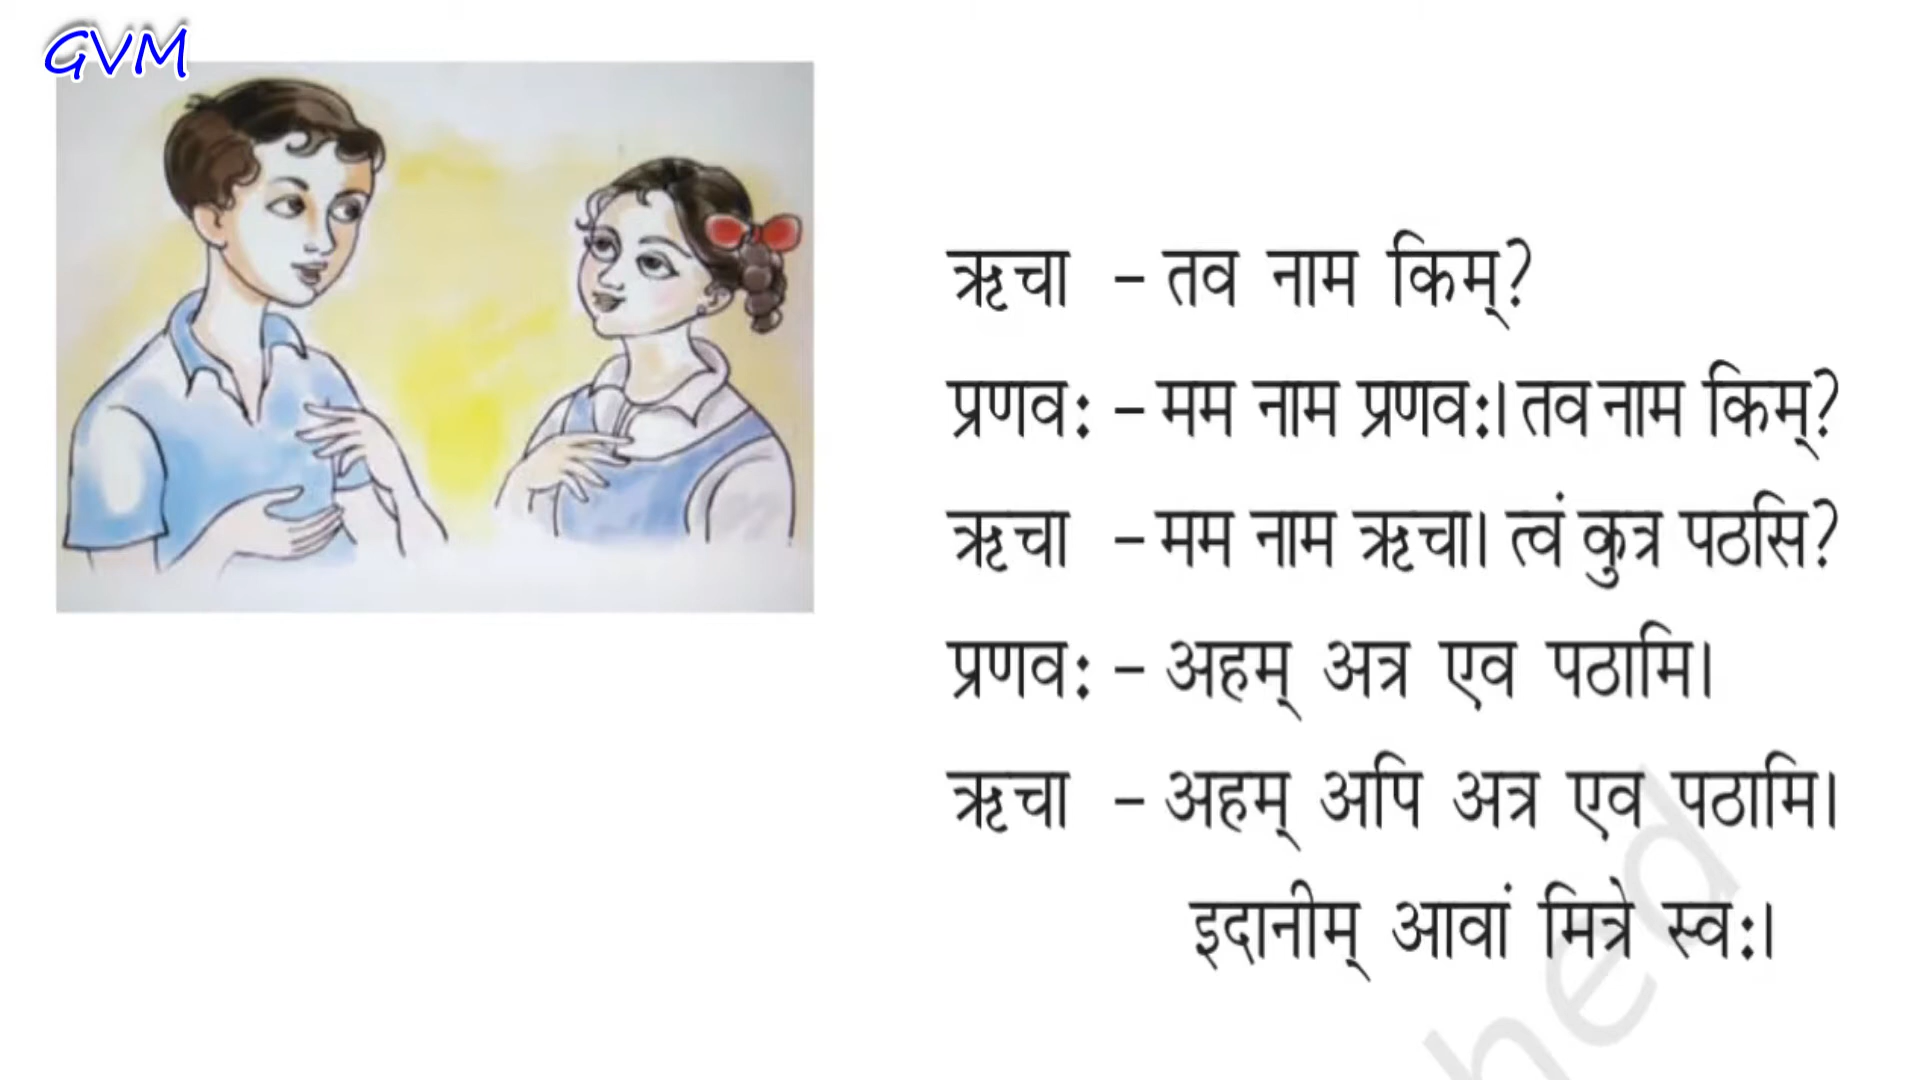 GVM
ऋचा – तव नाम किम्?
प्रणवः – मम नाम प्रणवः। तव नाम किम्?
ऋचा – मम नाम ऋचा। त्वं कुत्र पठसि?
प्रणवः – अहम् अत्र एव पठामि।
ऋचा – अहम् अपि अत्र एव पठामि।
इदानीम् आवां मित्रे स्वः।